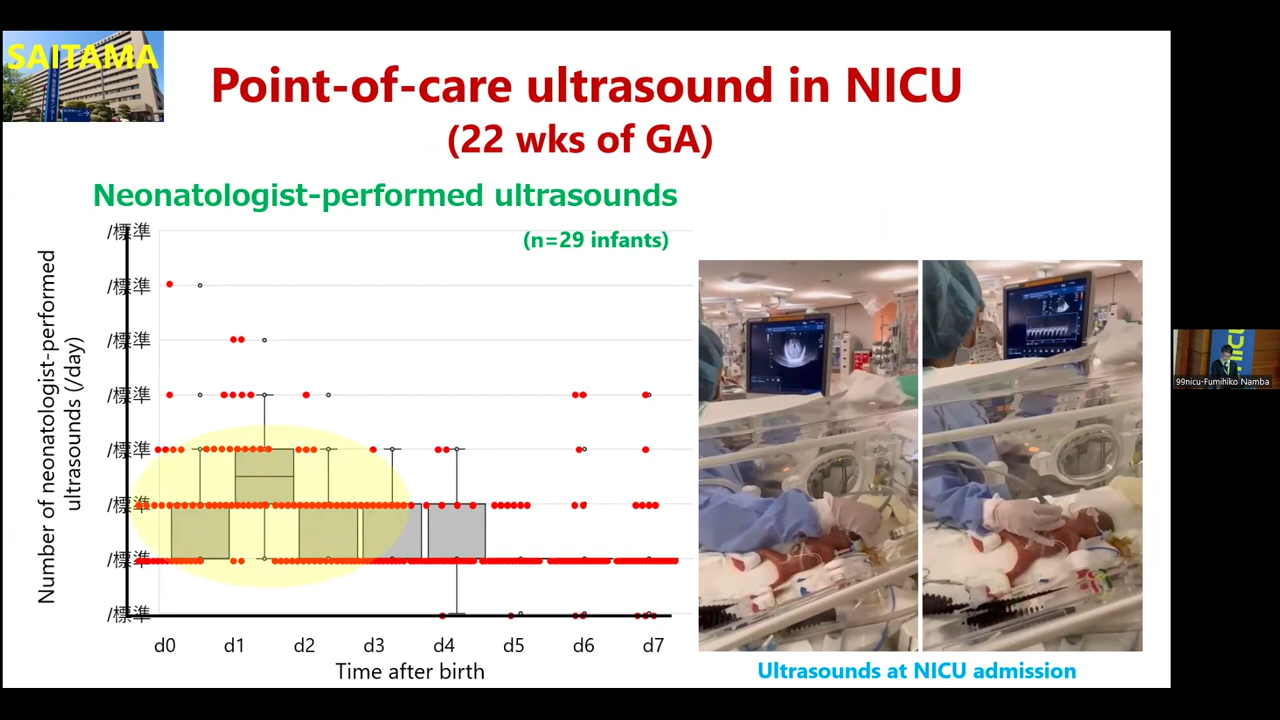 SAITAMA
Point-of-care ultrasound in NICU
(22 wks of GA)
Neonatologist-performed ultrasounds
(n=29 infants)
Number of neonatologist-performed
ultrasounds (/day)
/標準
/標準
/標準
/標準
/標準
/標準
/標準
/標準
d0 d1 d2 d3 d4 d5 d6 d7
Time after birth
Ultrasounds at NICU admission
NICU
99nicu-Fumihiko Namba